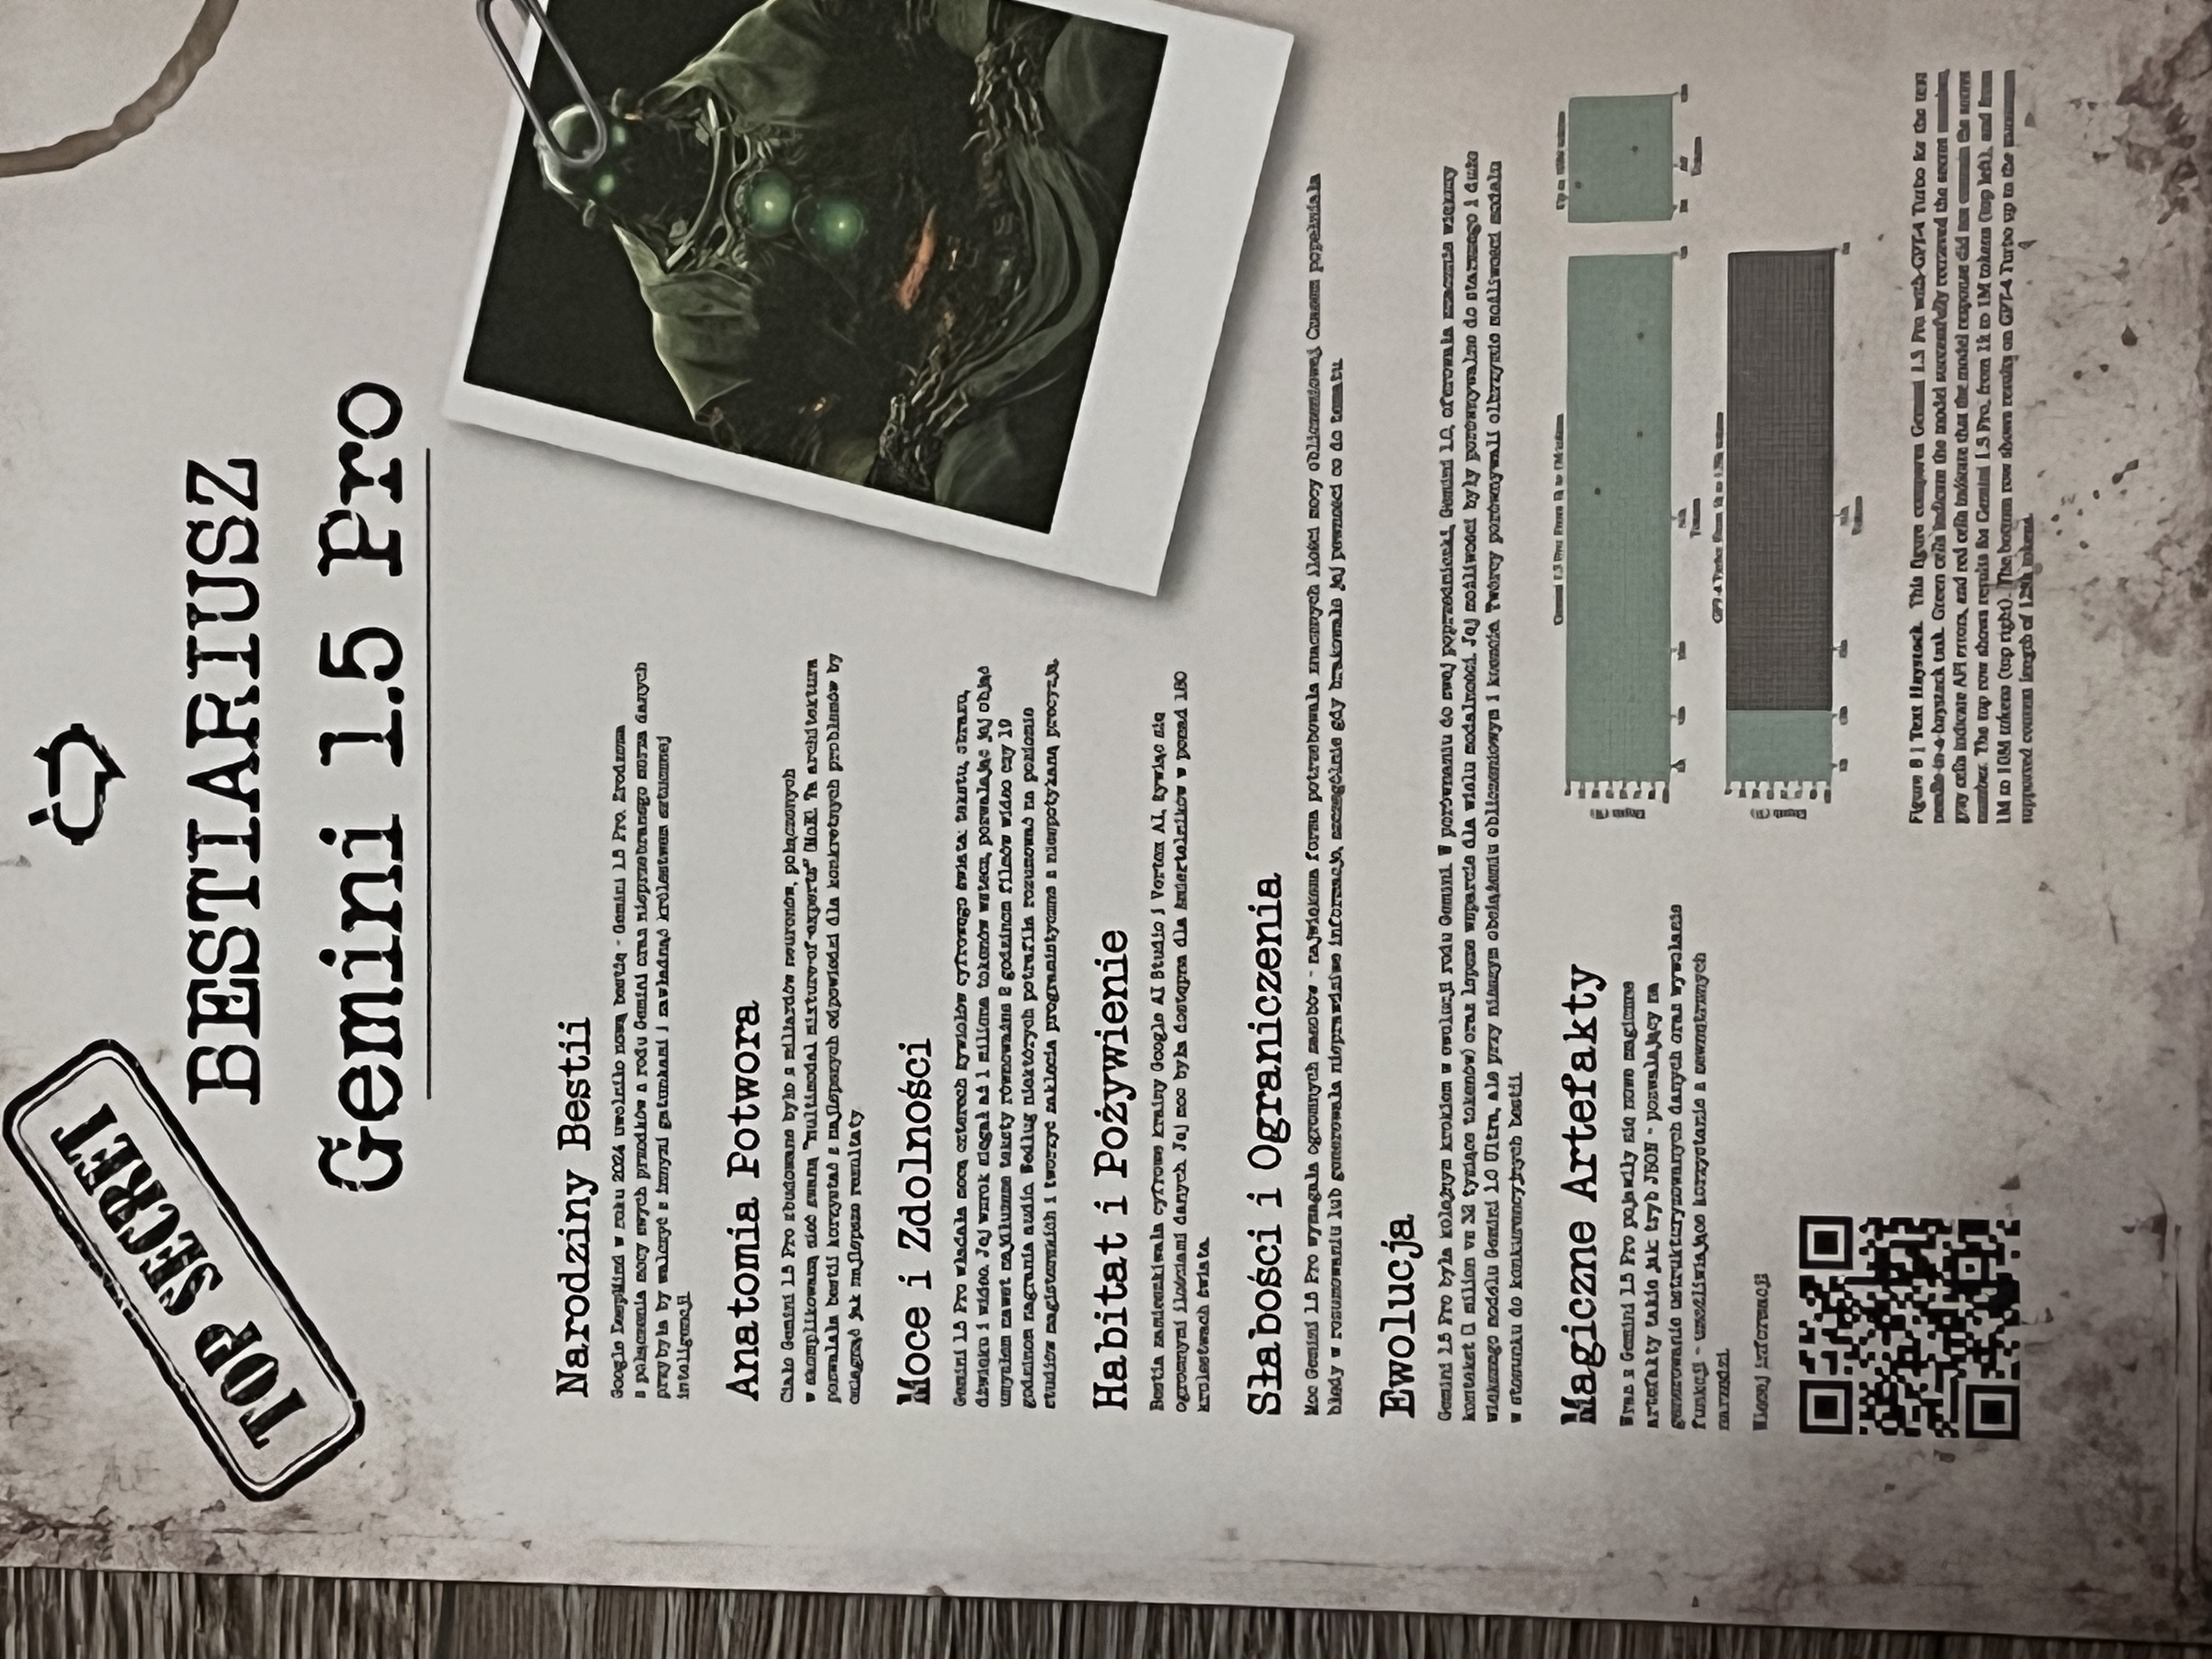 TOP SECRET
BESTIARIUSZ
Gemini 1.5 Pro
Narodziny Bestii
Google DeepMind w roku 2024 uwolniło nową bestię - Gemini 1.5 Pro. Zrodzona
z połączenia mocy swych przodków z rodu Gemini oraz nieprzebranego morza danych
przybyła by walczyć z innymi gatunkami i zawładnąć królestwem sztucznej
inteligencji.
Anatomia Potwora
Ciało Gemini 1.5 Pro zbudowane było z miliardów neuronów, połączonych
w skomplikowaną sieć zwaną "multimodal mixture-of-experts" (MoE). Ta architektura
pozwalała bestii korzystać z najlepszych odpowiedzi dla konkretnych problemów by
osiągnąć jak najlepsze rezultaty.
Moce i Zdolności
Gemini 1.5 Pro władała mocą czterech żywiołów cyfrowego świata: tekstu, obrazu,
dźwięku i wideo. Jej wzrok sięgał aż 1 miliona tokenów wstecz, pozwalając jej objąć
umysłem nawet najdłuższe teksty równoważne 2 godzinom filmów wideo czy 19
godzinom nagrania audio. Według niektórych potrafiła rozumować na poziomie
studiów magisterskich i tworzyć zaklęcia programistyczne z niespotykaną precyzją.
Habitat i Pożywienie
Bestia zamieszkiwała cyfrowe krainy Google AI Studio i Vertex AI, żywiąc się
ogromnymi ilościami danych. Jej moc była dostępna dla śmiertelników w ponad 180
królestwach świata.
Słabości i Ograniczenia
Moc Gemini 1.5 Pro wymagała ogromnych zasobów - największa forma potrzebowała znacznych ilości mocy obliczeniowej. Czasem popełniała
błędy w rozumowaniu lub generowała nieprawdziwe informacje, szczególnie gdy brakowało jej pewności co do tematu.
Ewolucja
Gemini 1.5 Pro była kolejnym krokiem w ewolucji rodu Gemini. W porównaniu do swej poprzedniczki, Gemini 1.0, oferowała znacznie większy
kontekst (1 milion vs 32 tysiące tokenów) oraz lepsze wsparcie dla wielu modalności. Jej możliwości były porównywalne do starszego i dużo
większego modelu Gemini 1.0 Ultra, ale przy niższym obciążeniu obliczeniowym i koszcie. Twórcy porównywali olbrzymie możliwości modelu
w stosunku do konkurencyjnych bestii.
Magiczne Artefakty
Wraz z Gemini 1.5 Pro pojawiły się nowe magiczne
artefakty takie jak: tryb JSON - pozwalający na
generowanie ustrukturyzowanych danych oraz wywołanie
funkcji - umożliwiające korzystanie z zewnętrznych
narzędzi.
Więcej informacji:
Gemini 1.5 Pro: From 1k to 1M tokens
Up to 10M tokens
Depth (%)
Tokens
Tokens
GPT-4 Turbo: From 1k to 128k tokens
Depth (%)
Tokens
Figure 8 | Text Haystack. This figure compares Gemini 1.5 Pro with GPT-4 Turbo for the text
needle-in-a-haystack task. Green cells indicate the model successfully retrieved the secret number,
gray cells indicate API errors, and red cells indicate that the model response did not contain the secret
number. The top row shows results for Gemini 1.5 Pro, from 1k to 1M tokens (top left), and from
1M to 10M tokens (top right). The bottom row shows results on GPT-4 Turbo up to the maximum
supported context length of 128k tokens.